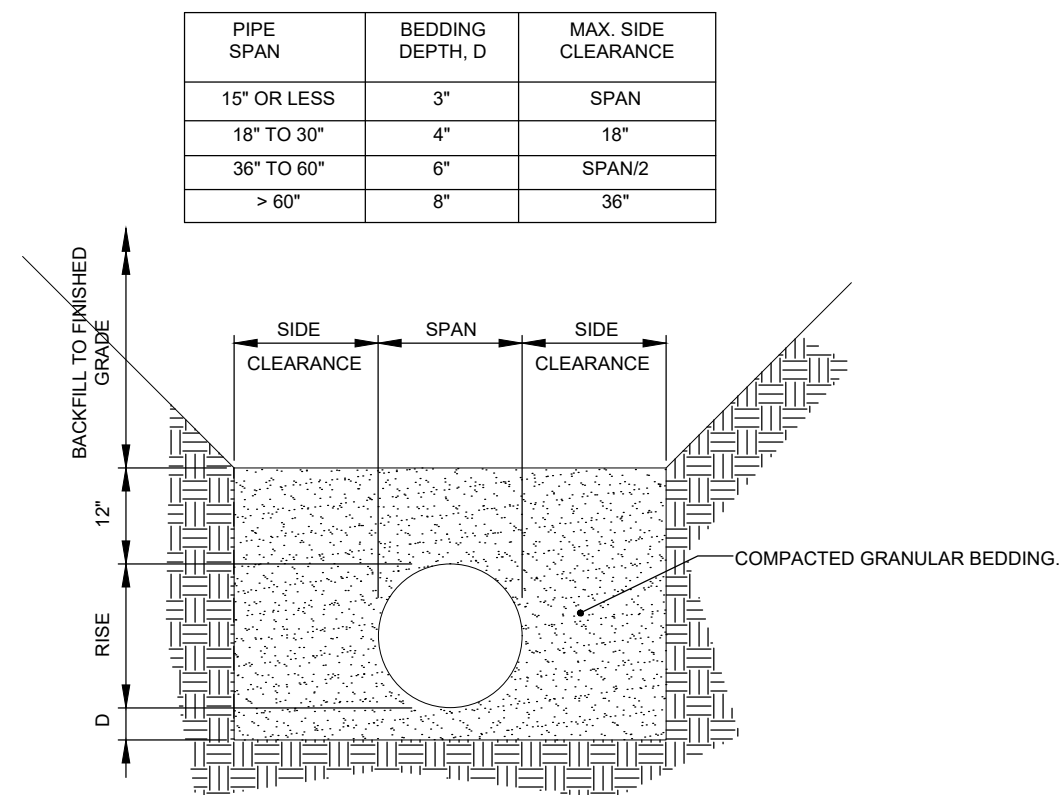 PIPE
SPAN
BEDDING
DEPTH, D
MAX. SIDE
CLEARANCE
15" OR LESS 3" SPAN
18" TO 30" 4" 18"
36" TO 60" 6" SPAN/2
> 60" 8" 36"
BACKFILL TO FINISHED
GRADE
SIDE
CLEARANCE
SPAN
SIDE
CLEARANCE
12"
RISE
D
COMPACTED GRANULAR BEDDING.